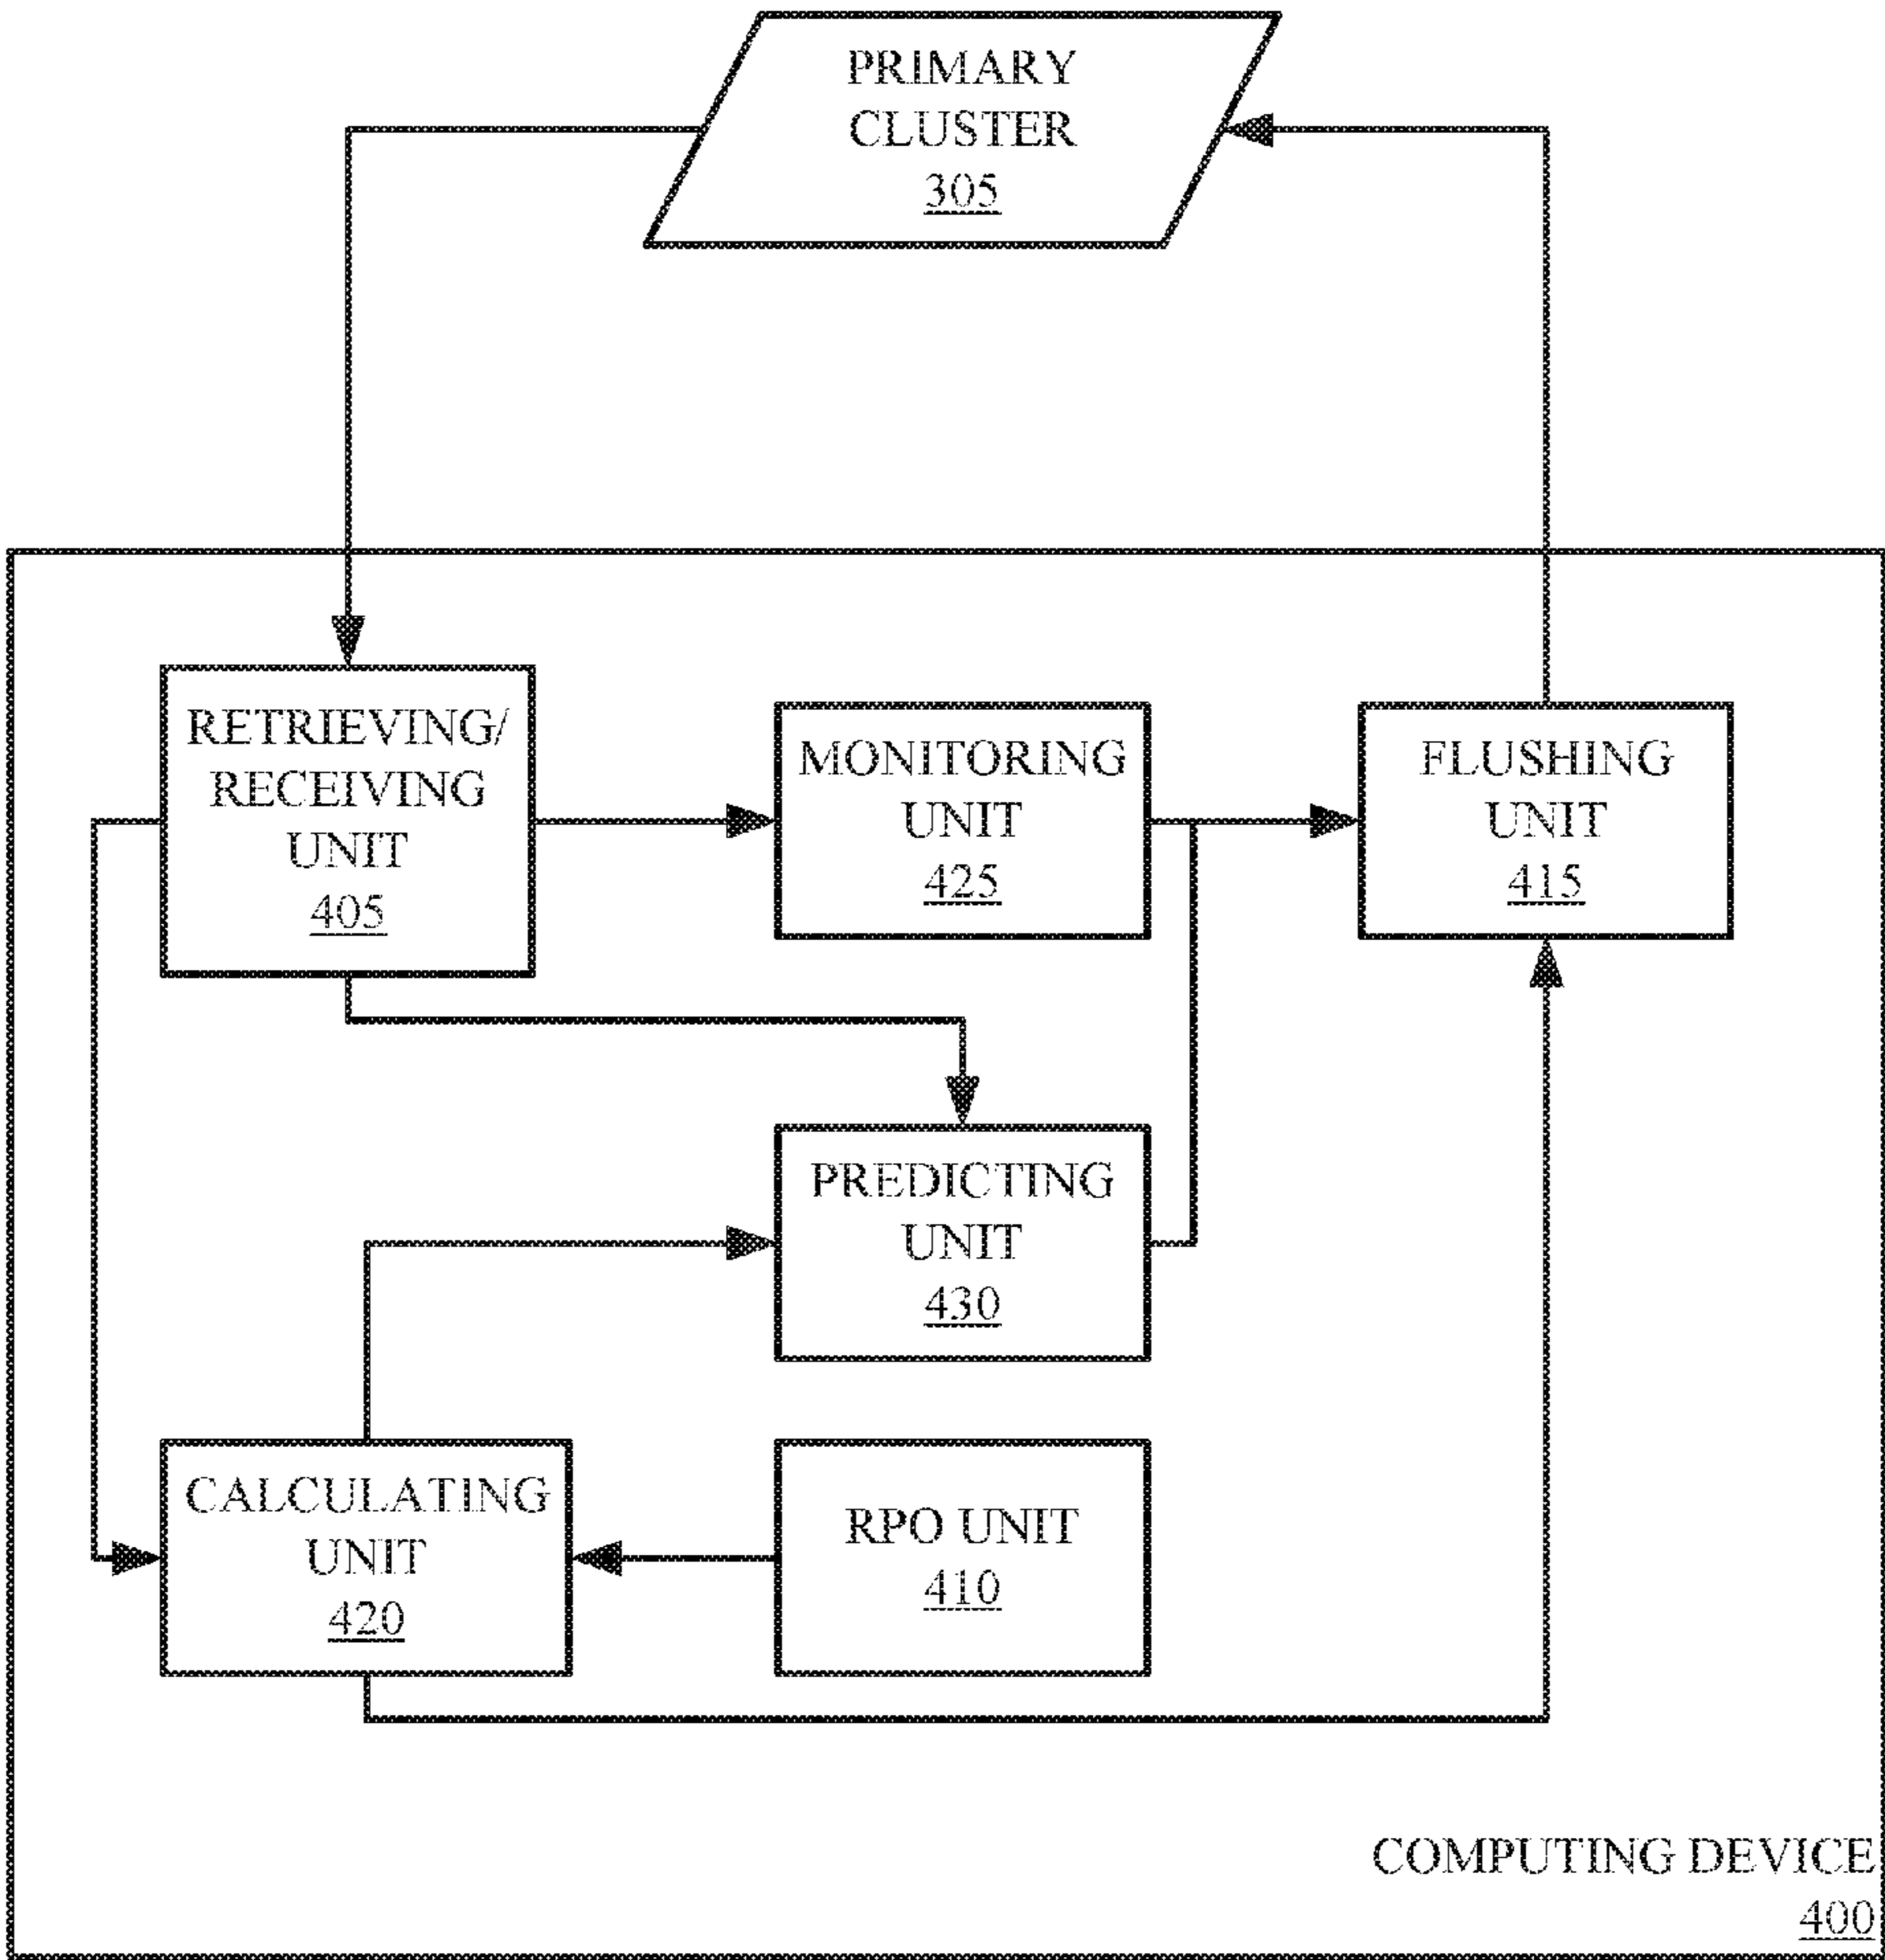 PRIMARY
CLUSTER
305
RETRIEVING/
RECEIVING
UNIT
405
MONITORING
UNIT
425
FLUSHING
UNIT
415
PREDICTING
UNIT
430
CALCULATING
UNIT
420
RPO UNIT
410
COMPUTING DEVICE
400